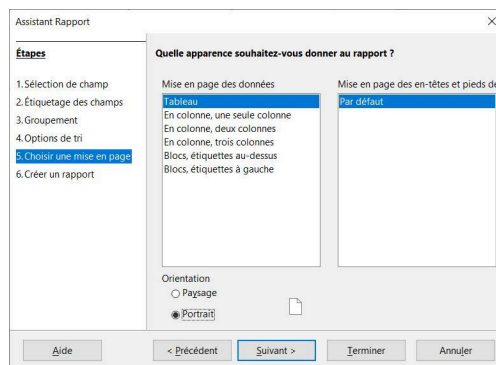 Assistant Rapport
Étapes
1.Sélection de champ
2.Étiquetage des champs
3.Groupement
4.Options de tri
5.Choisir une mise en page
6.Créer un rapport
Quelle apparence souhaitez-vous donner au rapport ?
Mise en page des données
Tableau
En colonne, une seule colonne
En colonne, deux colonnes
En colonne, trois colonnes
Blocs, étiquettes au-dessus
Blocs, étiquettes à gauche
Mise en page des en-têtes et pieds de
Par défaut
Orientation
Paysage
Portrait
Aide
< Précédent
Suivant >
Terminer
Annuler